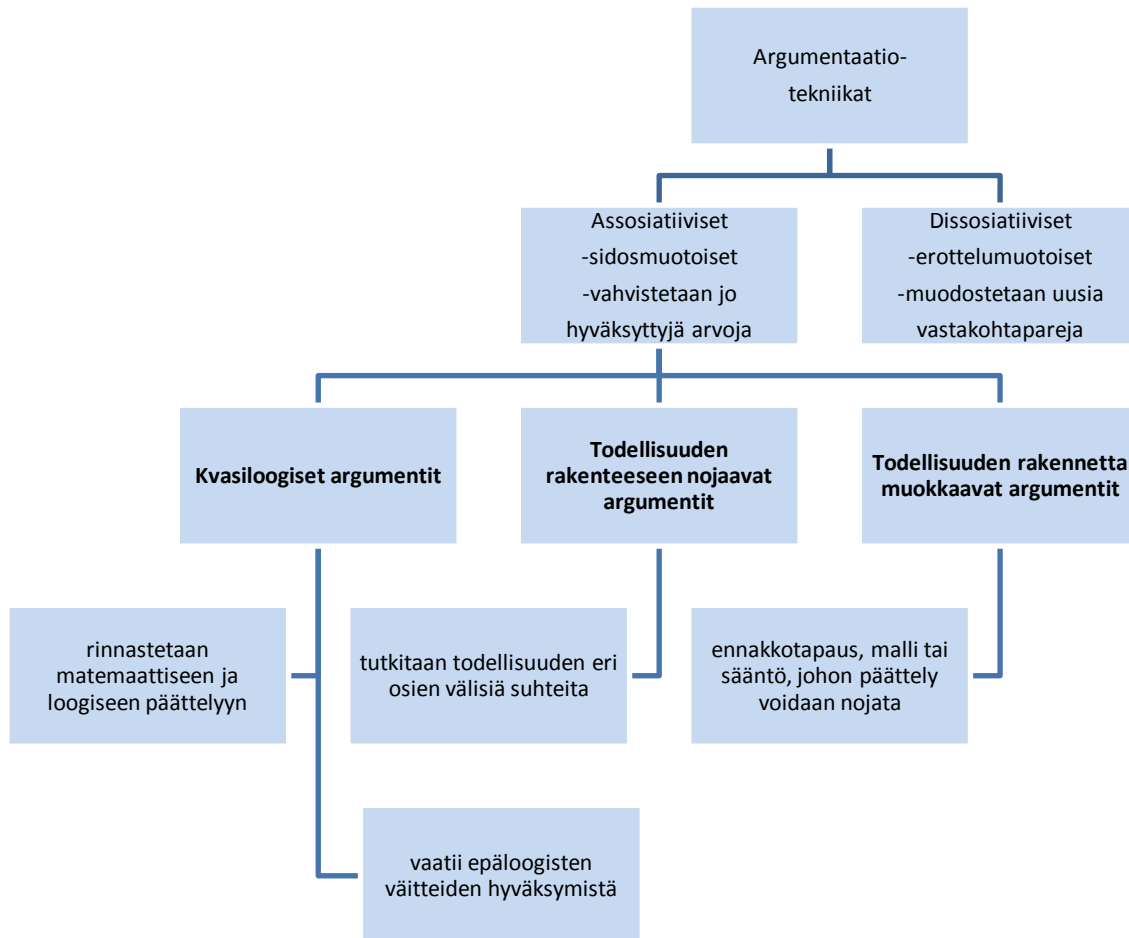 Argumentaatio-
tekniikat
Assosiatiiviset
-sidosmuotoiset
-vahvistetaan jo
hyväksyttyjä arvoja
Dissosiatiiviset
-erottelumuotoiset
-muodostetaan uusia
vastakohtapareja
Kvasiloogiset argumentit
Todellisuuden
rakenteeseen nojaavat
argumentit
Todellisuuden rakennetta
muokkaavat argumentit
rinnastetaan
matemaattiseen ja
loogiseen päättelyyn
tutkitaan todellisuuden eri
osien välisiä suhteita
ennakkotapaus, malli tai
sääntö, johon päättely
voidaan nojata
vaatii epäloogisten
väitteiden hyväksymistä